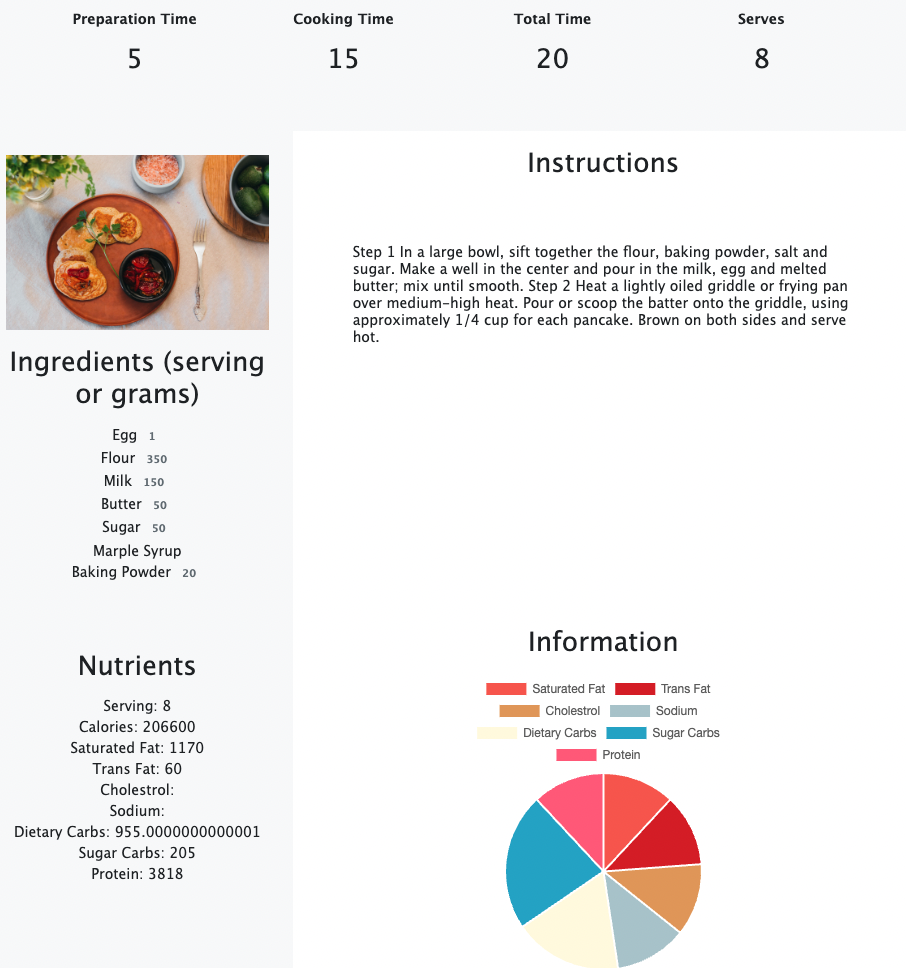 Preparation Time
Cooking Time
Total Time
Serves
5
15
20
8
Ingredients (serving
or grams)
Egg 1
Flour 350
Milk 150
Butter 50
Sugar 50
Marple Syrup
Baking Powder 20
Nutrients
Serving: 8
Calories: 206600
Saturated Fat: 1170
Trans Fat: 60
Cholestrol:
Sodium:
Dietary Carbs: 955.0000000000001
Sugar Carbs: 205
Protein: 3818
Instructions
Step 1 In a large bowl, sift together the flour, baking powder, salt and
sugar. Make a well in the center and pour in the milk, egg and melted
butter; mix until smooth. Step 2 Heat a lightly oiled griddle or frying pan
over medium-high heat. Pour or scoop the batter onto the griddle, using
approximately 1/4 cup for each pancake. Brown on both sides and serve
hot.
Information
Saturated Fat Trans Fat
Cholestrol Sodium
Dietary Carbs Sugar Carbs
Protein